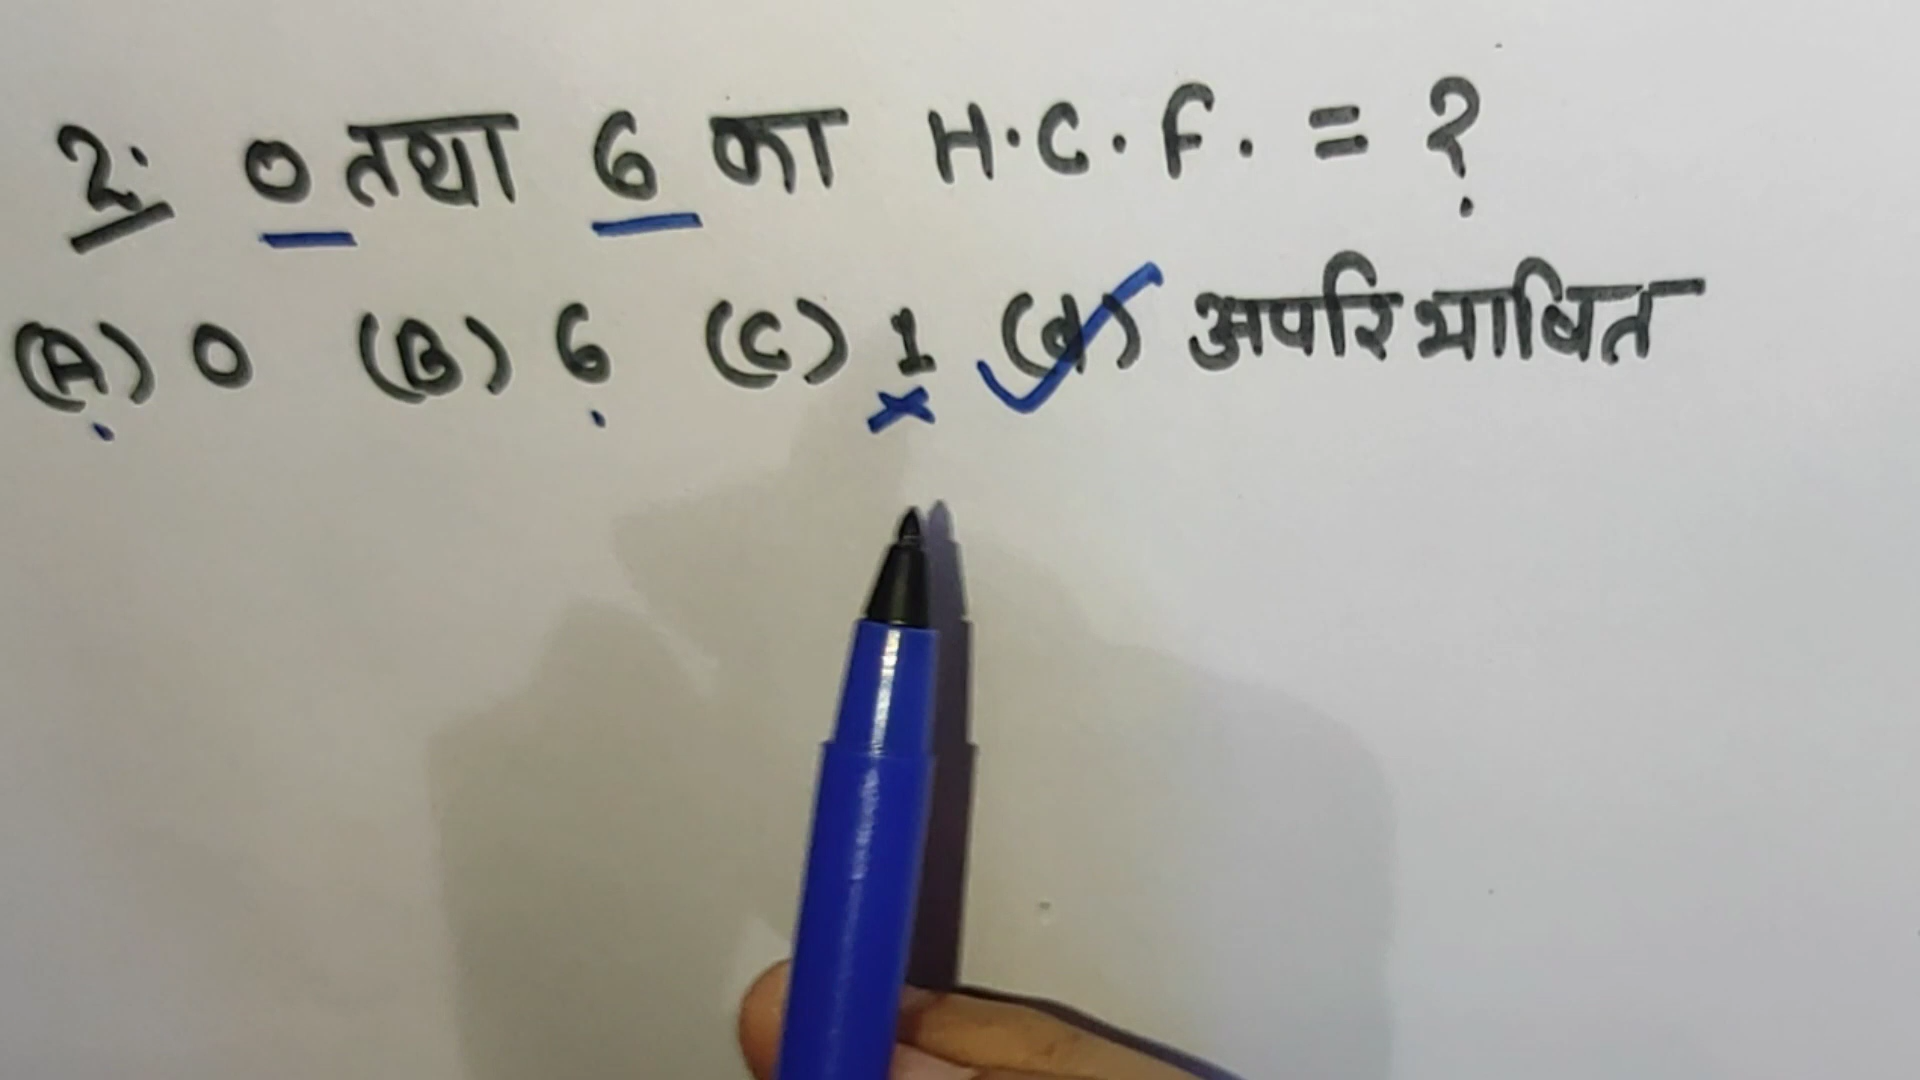 2. 0 तथा 6 का H.C.F. = ?
(A) 0 (B) 6 (C) 1 (d) अपरिभाषित